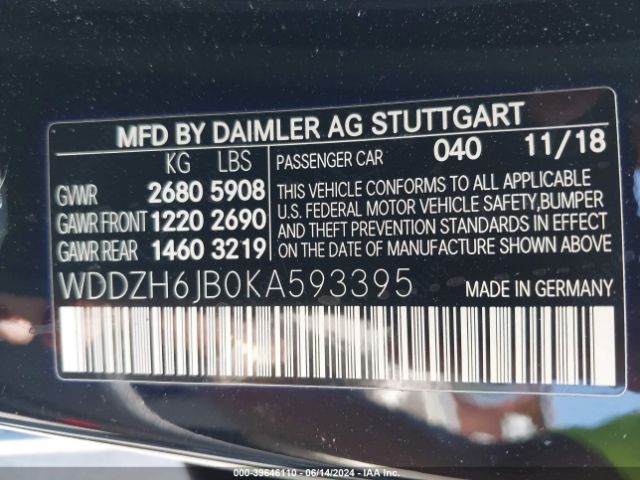 MFD BY DAIMLER AG STUTTGART
KG LBS
PASSENGER CAR 040 11/18
GVWR 2680 5908
GAWR FRONT 1220 2690
GAWR REAR 1460 3219
THIS VEHICLE CONFORMS TO ALL APPLICABLE
U.S. FEDERAL MOTOR VEHICLE SAFETY,BUMPER
AND THEFT PREVENTION STANDARDS IN EFFECT
ON THE DATE OF MANUFACTURE SHOWN ABOVE
WDDZH6JB0KA593395 MADE IN GERMANY
000-39646110 - 06/14/2024 - IAA Inc.